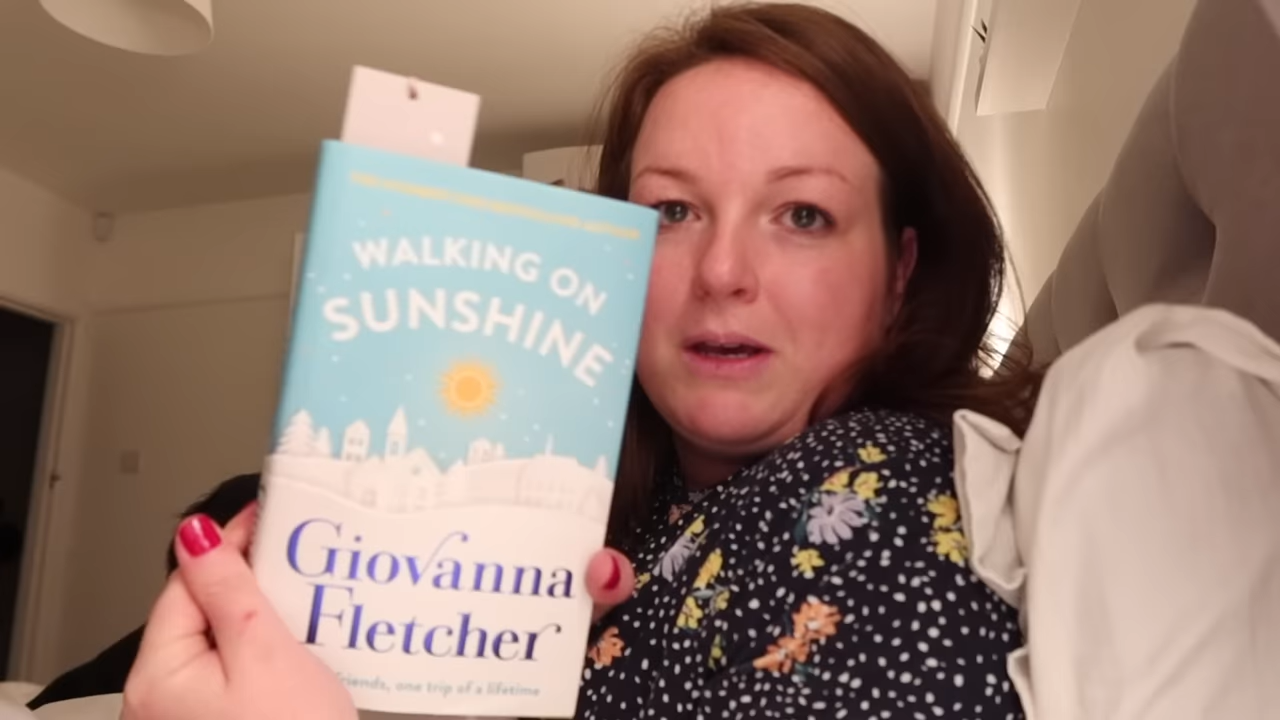 WALKING ON
SUNSHINE
Giovanna
Fletcher
friends, one trip of a lifetime